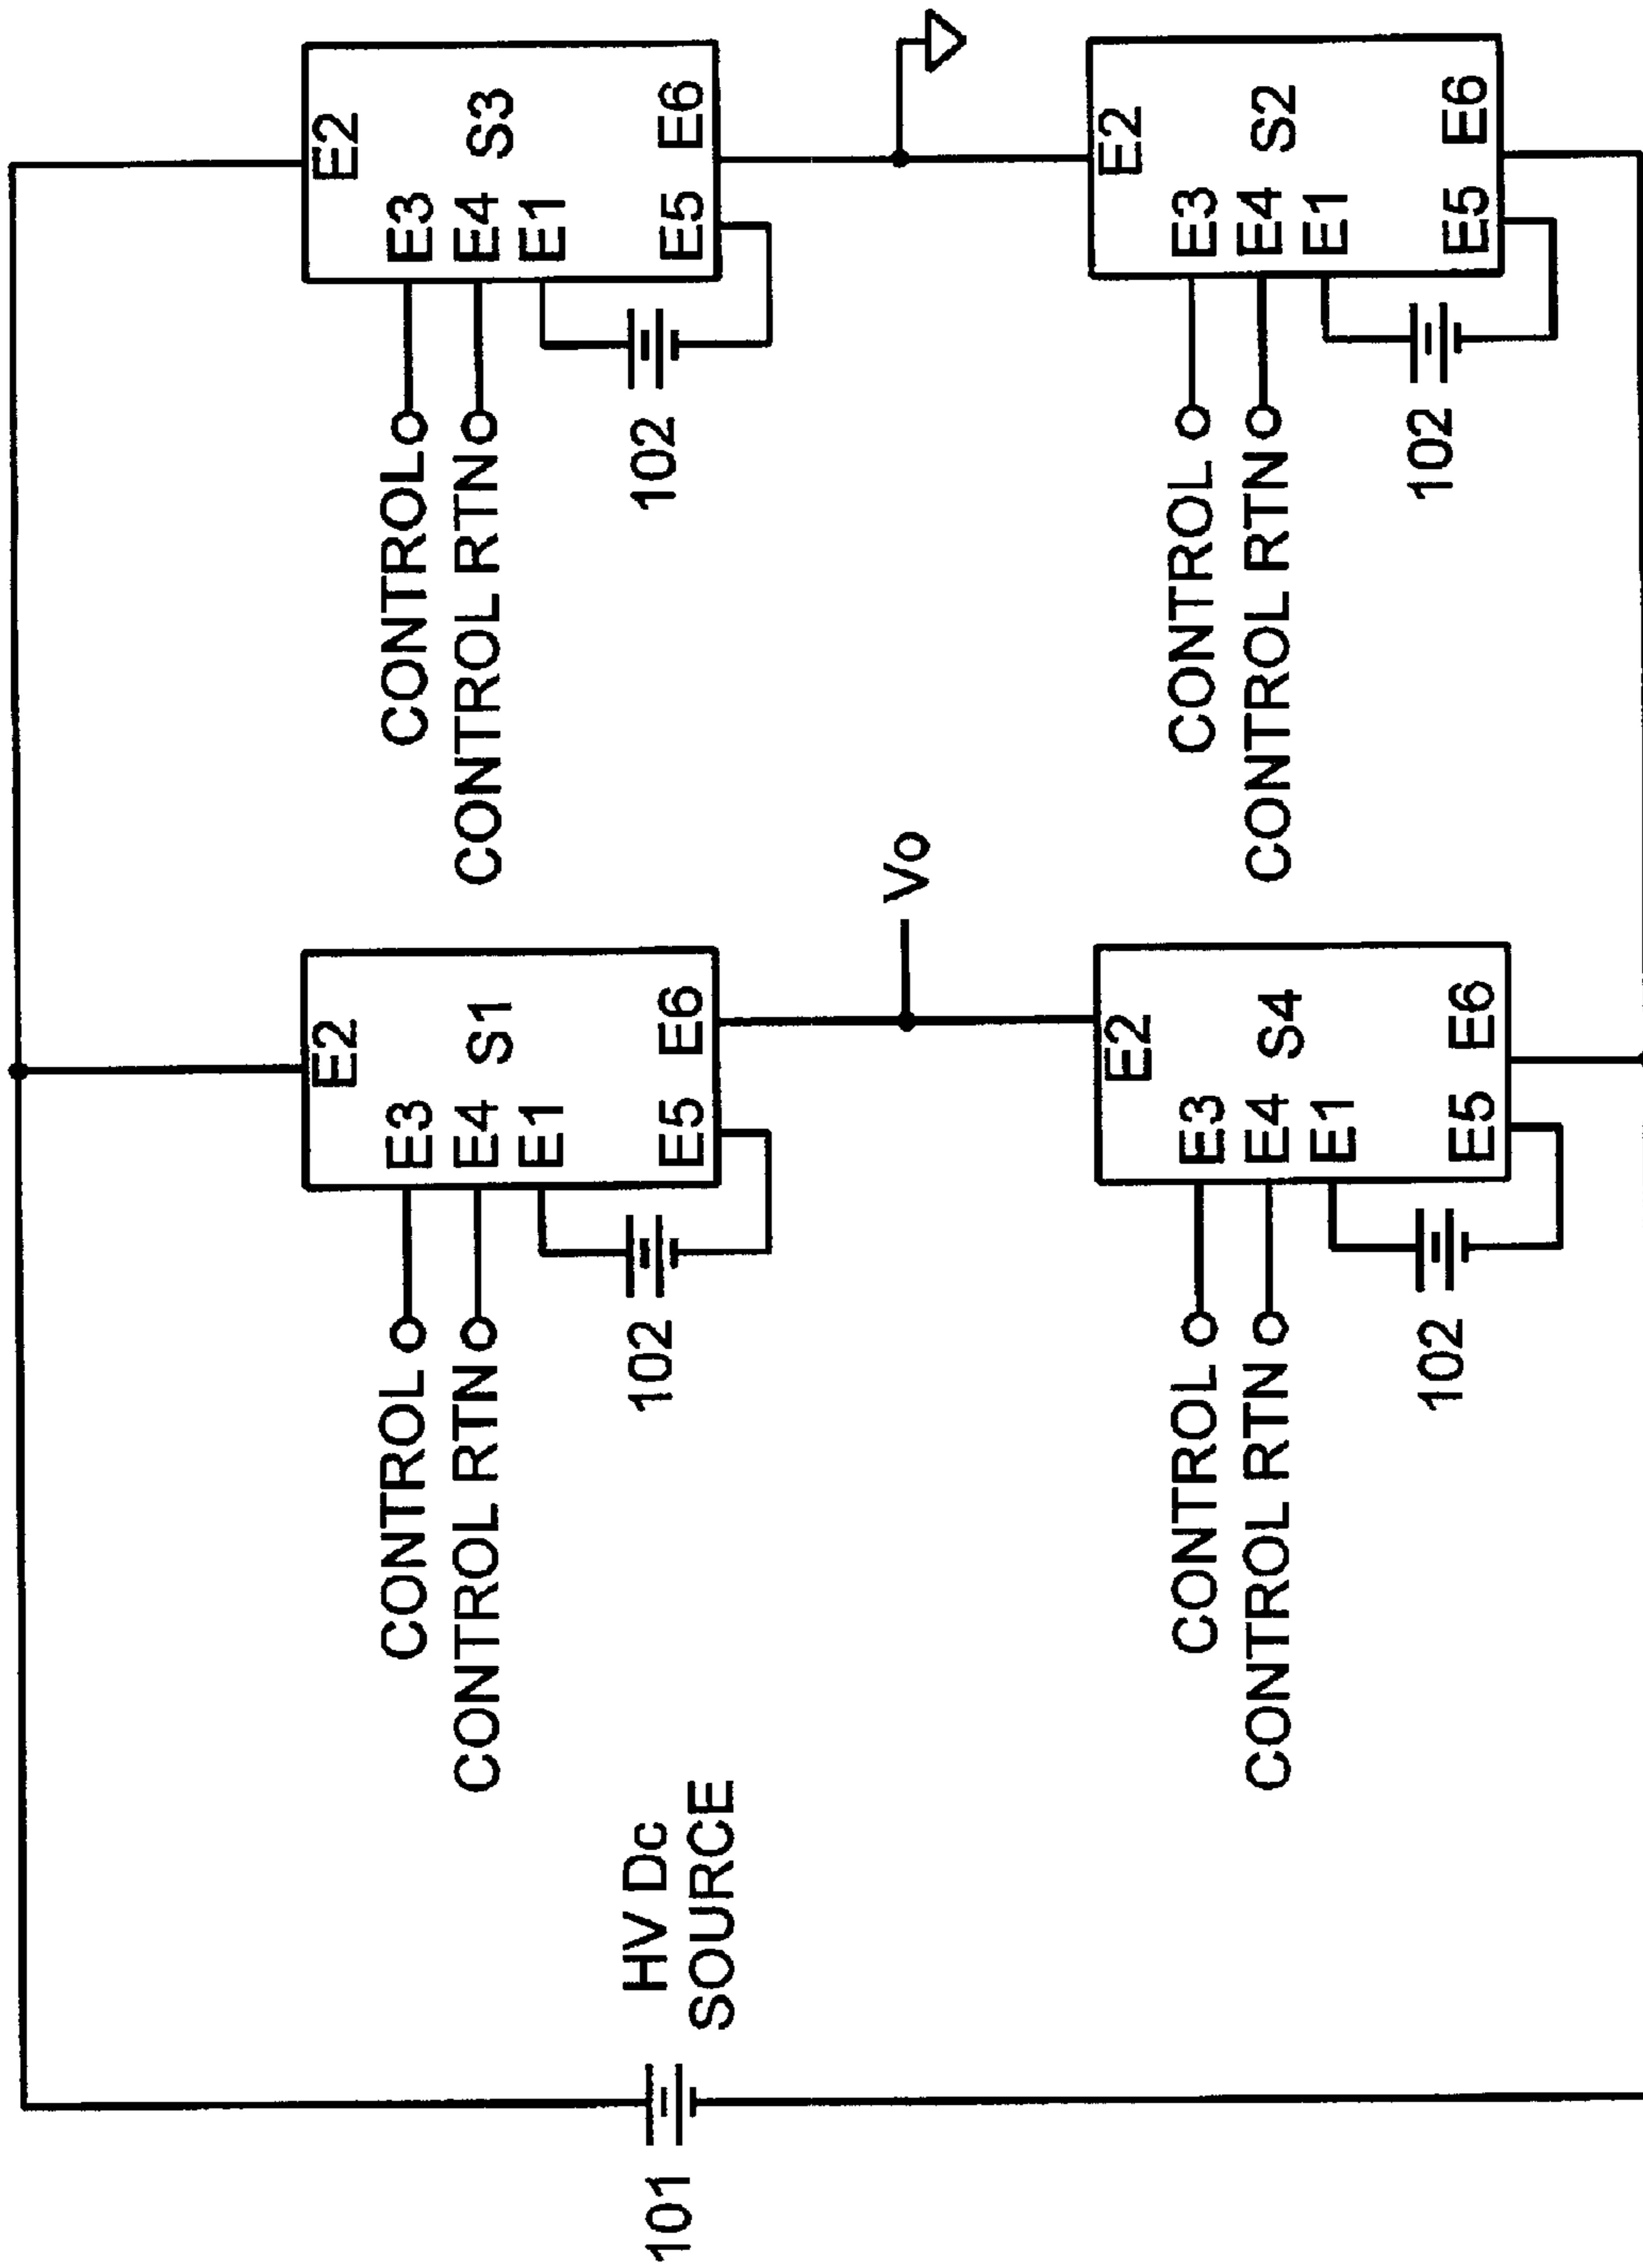 E2
E2
CONTROL
E3
CONTROL
E3
CONTROL RTN
E4
S1
CONTROL RTN
E4
S3
E1
E1
101
HV Dc
SOURCE
102
E5
E6
102
E5
E6
Vo
E2
E2
CONTROL
E3
CONTROL
E3
CONTROL RTN
E4
S4
CONTROL RTN
E4
S2
E1
E1
102
E5
E6
102
E5
E6